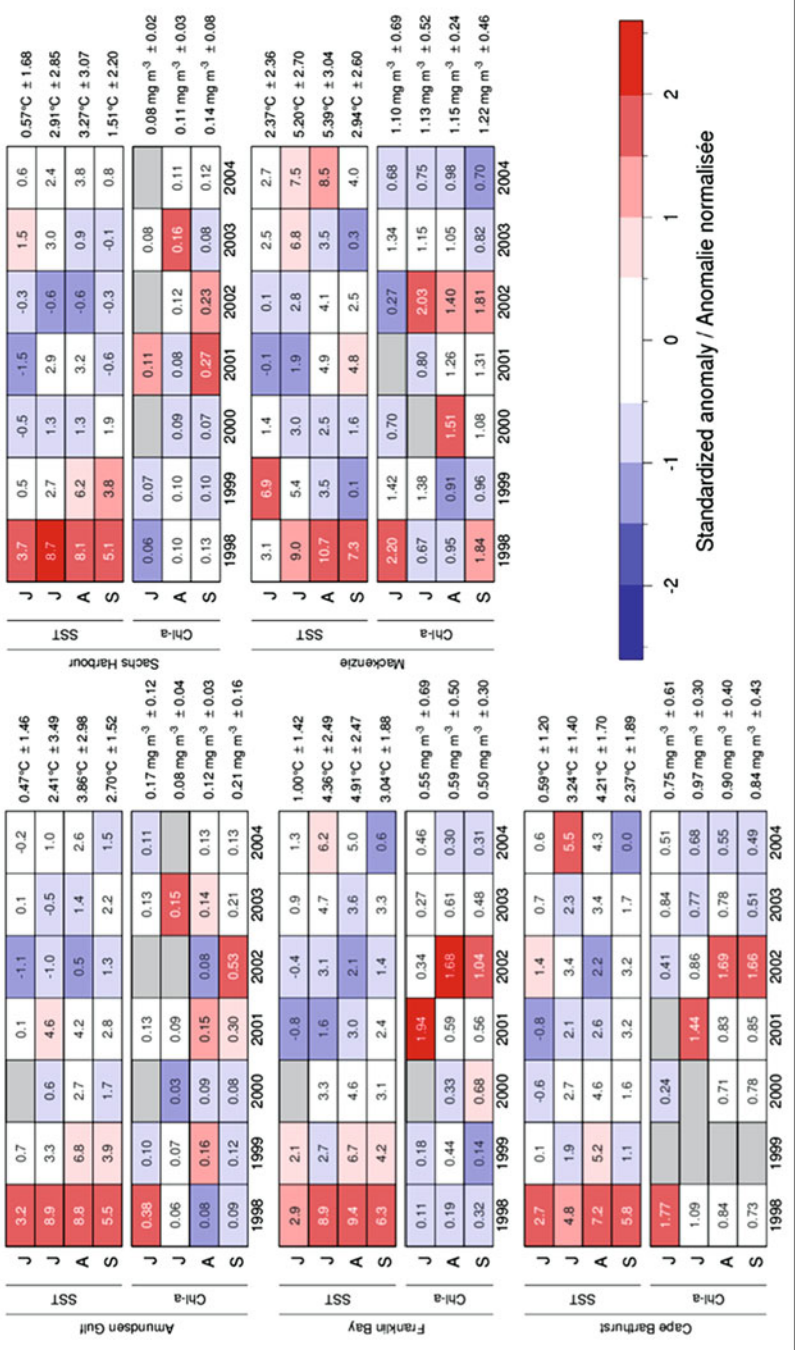 Amundsen Gulf
SST
J 3.2 0.7 0.1 -1.1 0.1 -0.2 0.47°C ± 1.46
J 8.9 3.3 0.6 4.6 -1.0 -0.5 1.0 2.41°C ± 3.49
A 8.8 6.8 2.7 4.2 0.5 1.4 2.6 3.86°C ± 2.98
S 5.5 3.9 1.7 2.8 1.3 2.2 1.5 2.70°C ± 1.52
Chl-a
J 0.38 0.10 0.13 0.13 0.11 0.17 mg m⁻³ ± 0.12
J 0.06 0.07 0.03 0.09 0.15 0.08 mg m⁻³ ± 0.04
A 0.08 0.16 0.09 0.15 0.08 0.14 0.13 0.12 mg m⁻³ ± 0.03
S 0.09 0.12 0.08 0.30 0.53 0.21 0.13 0.21 mg m⁻³ ± 0.16
1998 1999 2000 2001 2002 2003 2004
Franklin Bay
SST
J 2.9 2.1 -0.8 -0.4 0.9 1.3 1.00°C ± 1.42
J 8.9 2.7 3.3 1.6 3.1 4.7 6.2 4.36°C ± 2.49
A 9.4 6.7 4.6 3.0 2.1 3.6 5.0 4.91°C ± 2.47
S 6.3 4.2 3.1 2.4 1.4 3.3 0.6 3.04°C ± 1.88
Chl-a
J 0.11 0.18 1.94 0.34 0.27 0.46 0.55 mg m⁻³ ± 0.69
A 0.19 0.44 0.33 0.59 1.68 0.61 0.30 0.59 mg m⁻³ ± 0.50
S 0.32 0.14 0.68 0.56 1.04 0.48 0.31 0.50 mg m⁻³ ± 0.30
1998 1999 2000 2001 2002 2003 2004
Cape Barthurst
SST
J 2.7 0.1 -0.6 -0.8 1.4 0.7 0.6 0.59°C ± 1.20
J 4.8 1.9 2.7 2.1 3.4 2.3 5.5 3.24°C ± 1.40
A 7.2 5.2 4.6 2.6 2.2 3.4 4.3 4.21°C ± 1.70
S 5.8 1.1 1.6 3.2 3.2 1.7 0.0 2.37°C ± 1.89
Chl-a
J 1.77 0.24 0.41 0.84 0.51 0.75 mg m⁻³ ± 0.61
J 1.09 1.44 0.86 0.77 0.68 0.97 mg m⁻³ ± 0.30
A 0.84 0.71 0.83 1.69 0.78 0.55 0.90 mg m⁻³ ± 0.40
S 0.73 0.78 0.85 1.66 0.51 0.49 0.84 mg m⁻³ ± 0.43
1998 1999 2000 2001 2002 2003 2004
Sachs Harbour
SST
J 3.7 0.5 -0.5 -1.5 -0.3 1.5 0.6 0.57°C ± 1.68
J 8.7 2.7 1.3 2.9 -0.6 3.0 2.4 2.91°C ± 2.85
A 8.1 6.2 1.3 3.2 -0.6 0.9 3.8 3.27°C ± 3.07
S 5.1 3.8 1.9 -0.6 -0.3 -0.1 0.8 1.51°C ± 2.20
Chl-a
J 0.06 0.07 0.11 0.08 0.08 mg m⁻³ ± 0.02
A 0.10 0.10 0.09 0.08 0.12 0.16 0.11 0.11 mg m⁻³ ± 0.03
S 0.13 0.10 0.07 0.27 0.23 0.08 0.12 0.14 mg m⁻³ ± 0.08
1998 1999 2000 2001 2002 2003 2004
Mackenzie
SST
J 3.1 6.9 1.4 -0.1 0.1 2.5 2.7 2.37°C ± 2.36
J 9.0 5.4 3.0 1.9 2.8 6.8 7.5 5.20°C ± 2.70
A 10.7 3.5 2.5 4.9 4.1 3.5 8.5 5.39°C ± 3.04
S 7.3 0.1 1.6 4.8 2.5 0.3 4.0 2.94°C ± 2.60
Chl-a
J 2.20 1.42 0.70 0.27 1.34 0.68 1.10 mg m⁻³ ± 0.69
J 0.67 1.38 0.80 2.03 1.15 0.75 1.13 mg m⁻³ ± 0.52
A 0.95 0.91 1.51 1.26 1.40 1.05 0.98 1.15 mg m⁻³ ± 0.24
S 1.84 0.96 1.08 1.31 1.81 0.82 0.70 1.22 mg m⁻³ ± 0.46
1998 1999 2000 2001 2002 2003 2004
-2 -1 0 1 2
Standardized anomaly / Anomalie normalisée